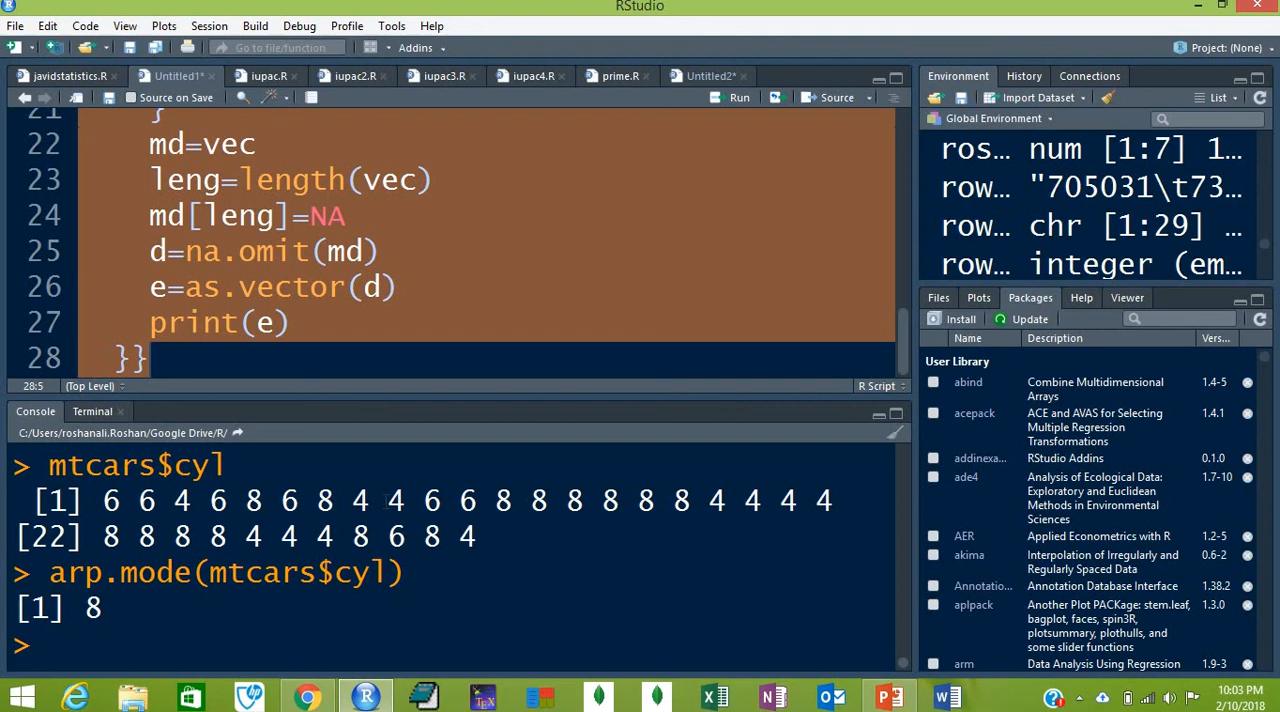 RStudio
File Edit Code View Plots Session Build Debug Profile Tools Help
Go to file/function Addins Project: (None)
javidstatistics.R Untitled1* iupac.R iupac2.R iupac3.R iupac4.R prime.R Untitled2*
Source on Save Run Source
21 }
22 md=vec
23 leng=length(vec)
24 md[leng]=NA
25 d=na.omit(md)
26 e=as.vector(d)
27 print(e)
28 }}
28:5 (Top Level) R Script
Console Terminal
C:/Users/roshanali.Roshan/Google Drive/R/
> mtcars$cyl
[1] 6 6 4 6 8 6 8 4 4 6 6 8 8 8 8 8 8 4 4 4 4
[22] 8 8 8 8 4 4 4 8 6 8 4
> arp.mode(mtcars$cyl)
[1] 8
>
Environment History Connections
Import Dataset List
Global Environment
ros... num [1:7] 1...
row... "705031\t73...
row... chr [1:29] ...
row... integer (em...
Files Plots Packages Help Viewer
Install Update
Name Description Vers...
User Library
abind Combine Multidimensional Arrays 1.4-5
acepack ACE and AVAS for Selecting Multiple Regression Transformations 1.4.1
addinexa... RStudio Addins 0.1.0
ade4 Analysis of Ecological Data: Exploratory and Euclidean Methods in Environmental Sciences 1.7-10
AER Applied Econometrics with R 1.2-5
akima Interpolation of Irregularly and Regularly Spaced Data 0.6-2
Annotatio... Annotation Database Interface 1.38.2
aplpack Another Plot PACKage: stem.leaf, bagplot, faces, spin3R, plotsummary, plothulls, and some slider functions 1.3.0
arm Data Analysis Using Regression 1.9-3
10:03 PM
2/10/2018